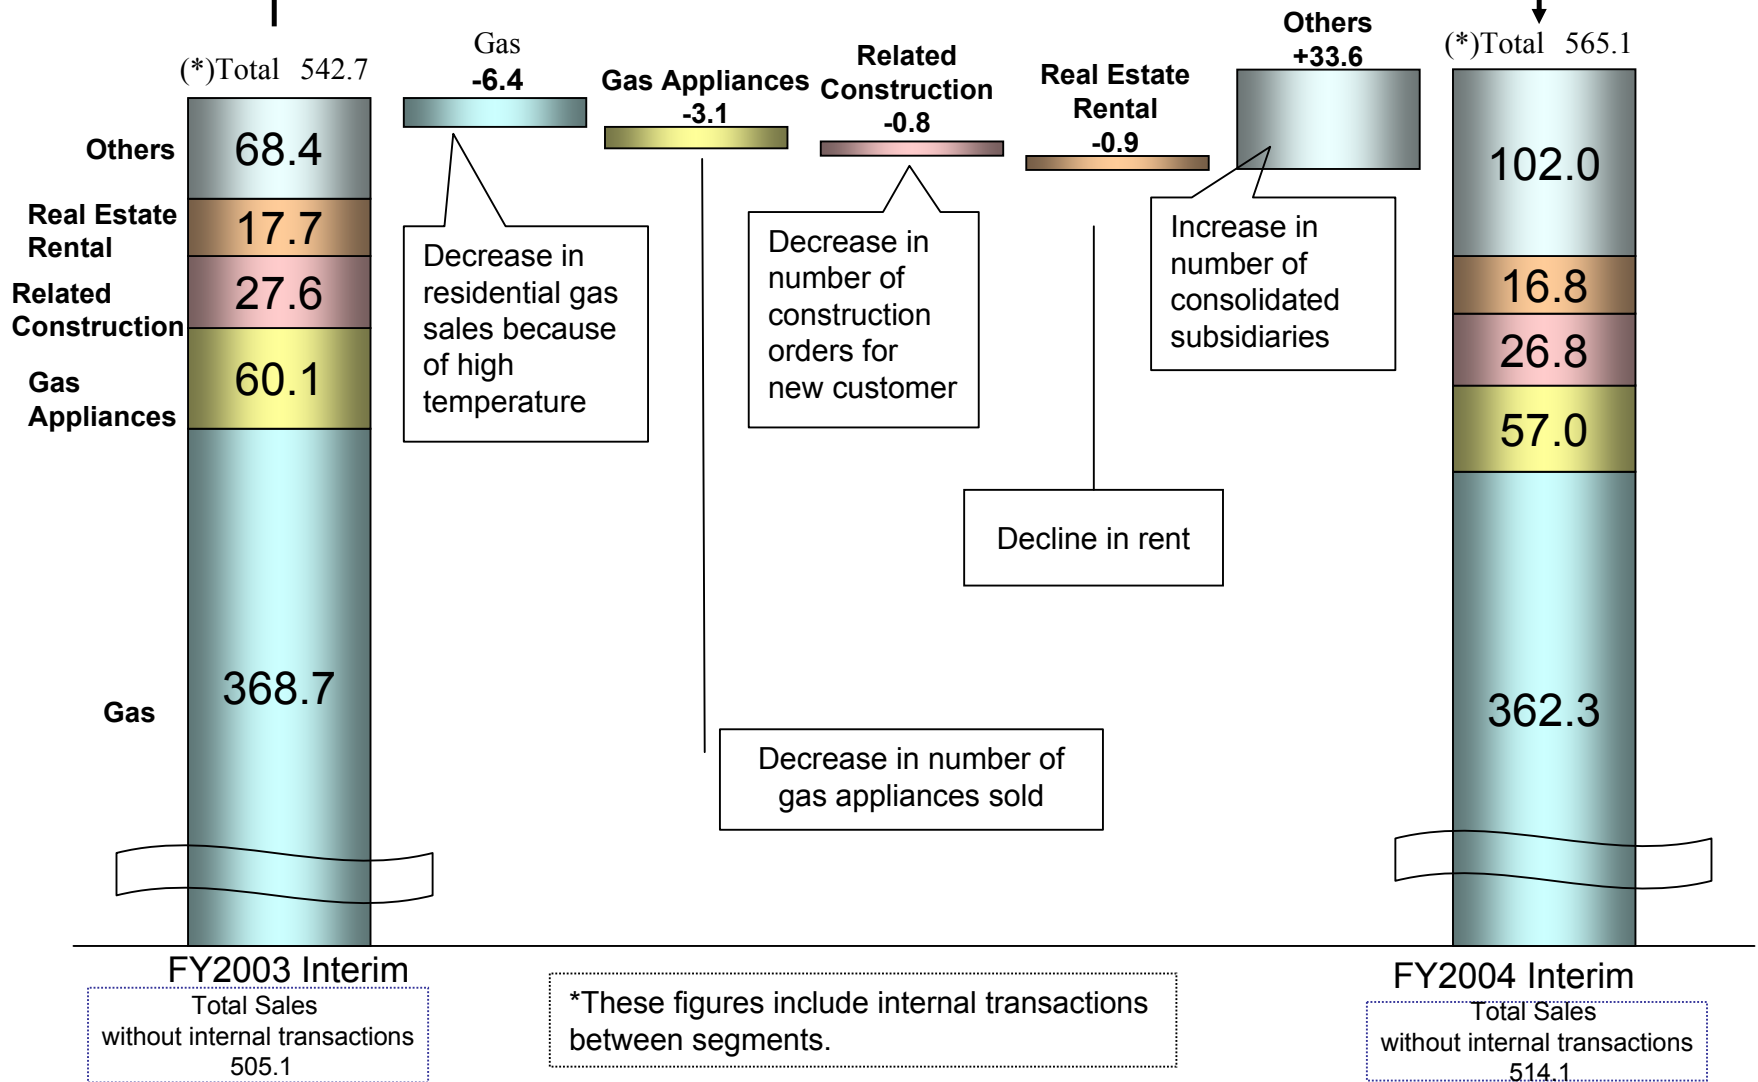 (*)Total 542.7
Others
68.4
Real Estate
Rental
17.7
Related
Construction
27.6
Gas
Appliances
60.1
Gas
368.7
Gas
-6.4
Decrease in
residential gas
sales because
of high
temperature
Gas Appliances
-3.1
Decrease in number of
gas appliances sold
Related
Construction
-0.8
Decrease in
number of
construction
orders for
new customer
Real Estate
Rental
-0.9
Decline in rent
Others
+33.6
Increase in
number of
consolidated
subsidiaries
(*)Total 565.1
102.0
16.8
26.8
57.0
362.3
FY2003 Interim
Total Sales
without internal transactions
505.1
*These figures include internal transactions
between segments.
FY2004 Interim
Total Sales
without internal transactions
514.1